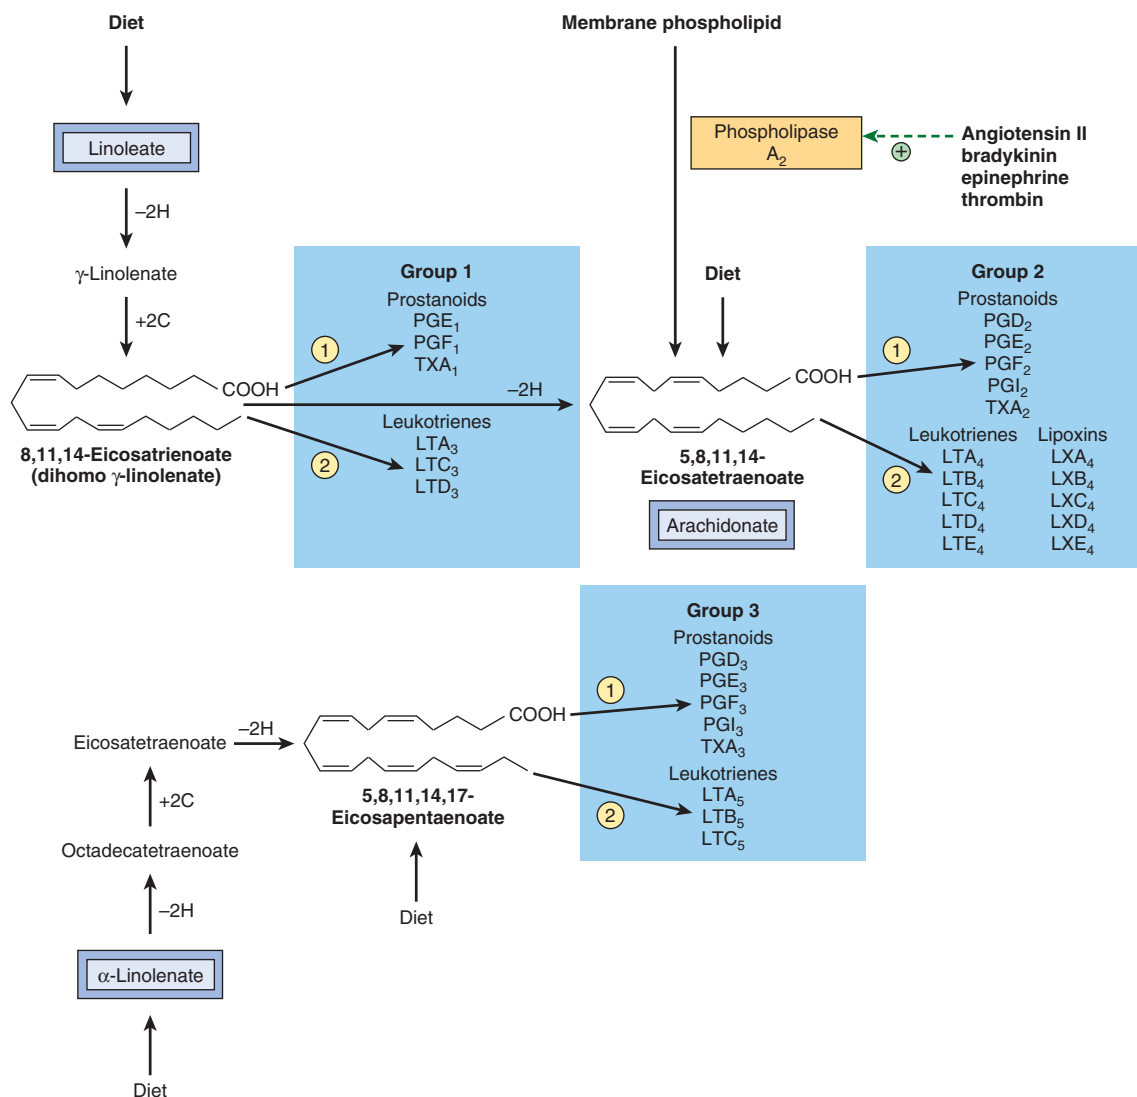 Diet
Linoleate
–2H
γ-Linolenate
+2C
COOH
8,11,14-Eicosatrienoate
(dihomo γ-linolenate)
1
2
–2H
Group 1
Prostanoids
PGE₁
PGF₁
TXA₁
Leukotrienes
LTA₃
LTC₃
LTD₃
Membrane phospholipid
Phospholipase
A₂
+
Angiotensin II
bradykinin
epinephrine
thrombin
Diet
COOH
5,8,11,14-
Eicosatetraenoate
Arachidonate
1
2
Group 2
Prostanoids
PGD₂
PGE₂
PGF₂
PGI₂
TXA₂
Leukotrienes
LTA₄
LTB₄
LTC₄
LTD₄
LTE₄
Lipoxins
LXA₄
LXB₄
LXC₄
LXD₄
LXE₄
Group 3
Prostanoids
PGD₃
PGE₃
PGF₃
PGI₃
TXA₃
Leukotrienes
LTA₅
LTB₅
LTC₅
1
2
COOH
5,8,11,14,17-
Eicosapentaenoate
Diet
Eicosatetraenoate
–2H
+2C
Octadecatetraenoate
–2H
α-Linolenate
Diet